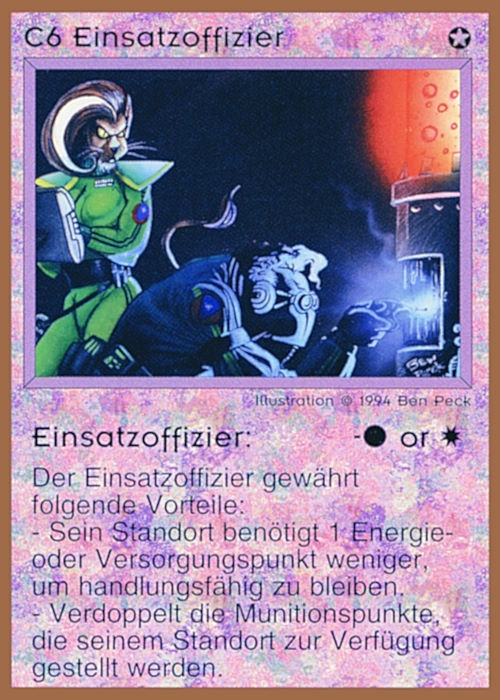 C6 Einsatzoffizier
BEN
Illustration © 1994 Ben Peck
Einsatzoffizier: -● or ✷
Der Einsatzoffizier gewährt
folgende Vorteile:
- Sein Standort benötigt 1 Energie-
oder Versorgungspunkt weniger,
um handlungsfähig zu bleiben.
- Verdoppelt die Munitionspunkte,
die seinem Standort zur Verfügung
gestellt werden.